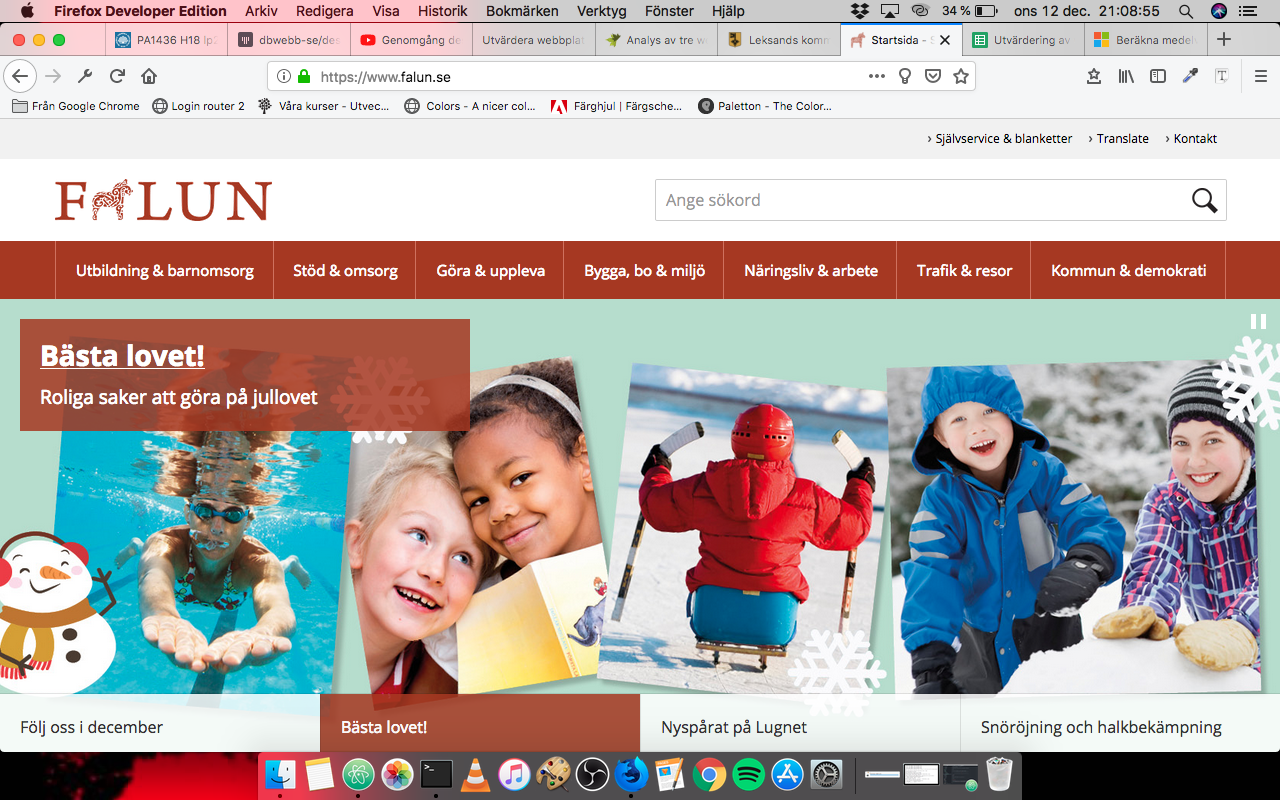 Firefox Developer Edition Arkiv Redigera Visa Historik Bokmärken Verktyg Fönster Hjälp 34 % ons 12 dec. 21:08:55
PA1436 H18 lp2 dbwebb-se/des Genomgång de Utvärdera webbplat Analys av tre w Leksands komm Startsida - S Utvärdering av Beräkna medelv
https://www.falun.se
Från Google Chrome Login router 2 Våra kurser - Utvec... Colors - A nicer col... Färghjul | Färgsche... Paletton - The Color...
› Självservice & blanketter › Translate › Kontakt
FALUN
Ange sökord
Utbildning & barnomsorg Stöd & omsorg Göra & uppleva Bygga, bo & miljö Näringsliv & arbete Trafik & resor Kommun & demokrati
Bästa lovet!
Roliga saker att göra på jullovet
Följ oss i december Bästa lovet! Nyspårat på Lugnet Snöröjning och halkbekämpning